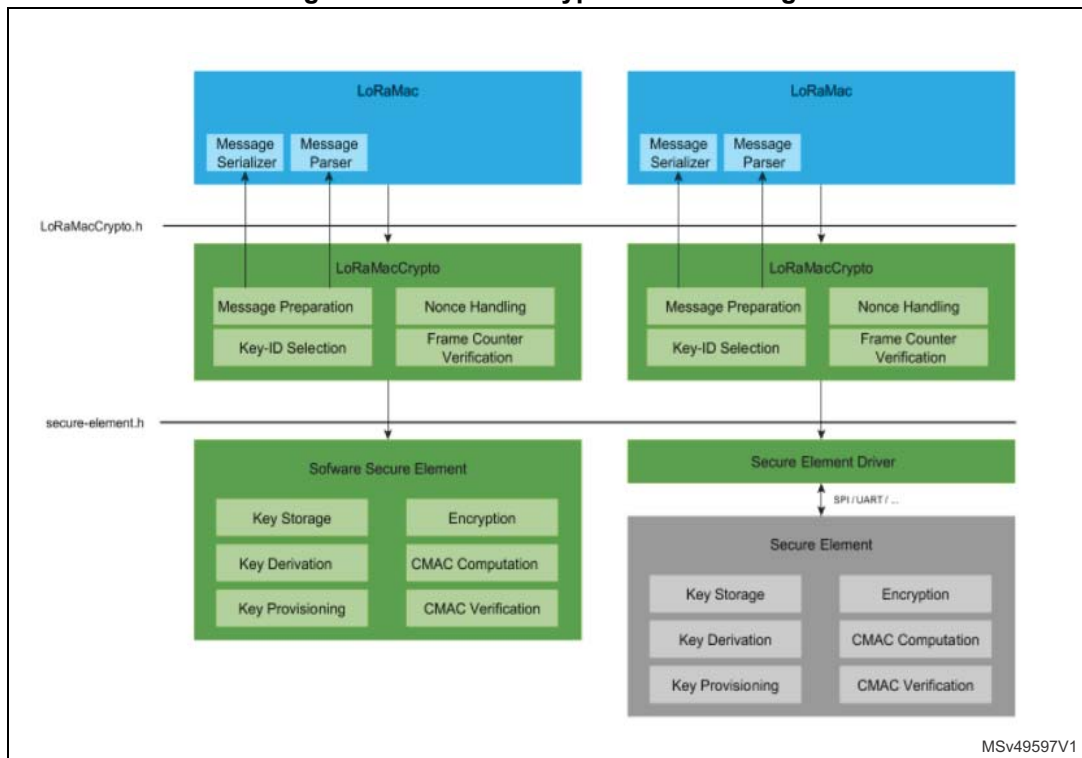 LoRaMac
LoRaMac
Message
Serializer
Message
Parser
Message
Serializer
Message
Parser
LoRaMacCrypto.h
LoRaMacCrypto
LoRaMacCrypto
Message Preparation
Nonce Handling
Message Preparation
Nonce Handling
Key-ID Selection
Frame Counter
Verification
Key-ID Selection
Frame Counter
Verification
secure-element.h
Sofware Secure Element
Secure Element Driver
SPI / UART / ...
Key Storage
Encryption
Key Derivation
CMAC Computation
Key Provisioning
CMAC Verification
Secure Element
Key Storage
Encryption
Key Derivation
CMAC Computation
Key Provisioning
CMAC Verification
MSv49597V1